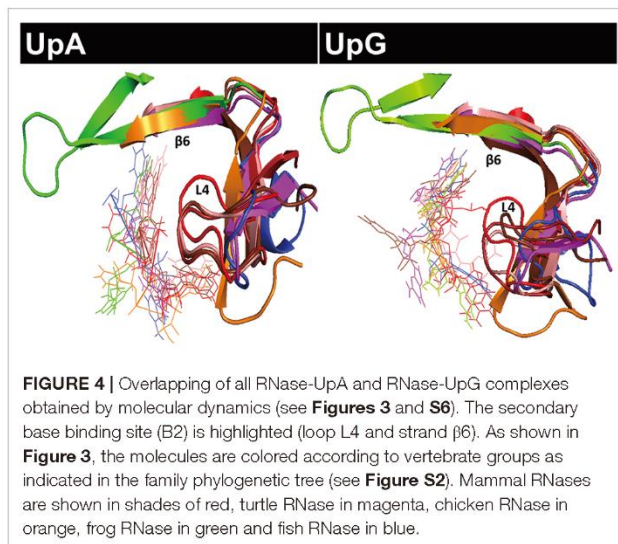 UpA UpG
β6 β6
L4 L4
FIGURE 4 | Overlapping of all RNase-UpA and RNase-UpG complexes
obtained by molecular dynamics (see Figures 3 and S6). The secondary
base binding site (B2) is highlighted (loop L4 and strand β6). As shown in
Figure 3, the molecules are colored according to vertebrate groups as
indicated in the family phylogenetic tree (see Figure S2). Mammal RNases
are shown in shades of red, turtle RNase in magenta, chicken RNase in
orange, frog RNase in green and fish RNase in blue.